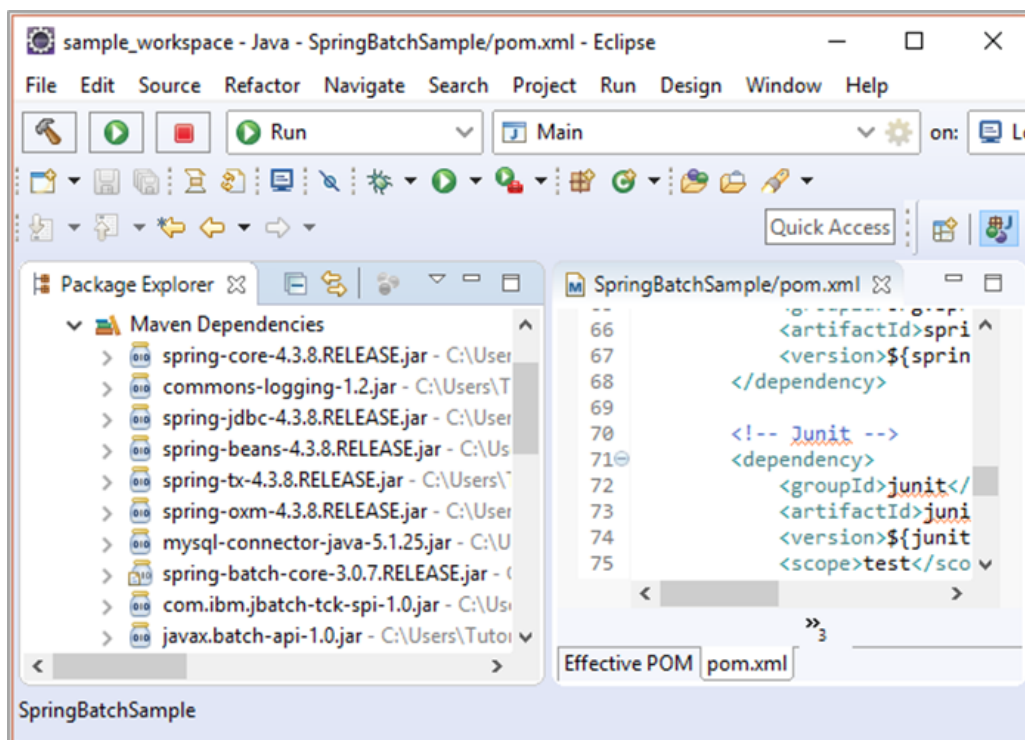 sample_workspace - Java - SpringBatchSample/pom.xml - Eclipse
File Edit Source Refactor Navigate Search Project Run Design Window Help
Run Main on:
Quick Access
Package Explorer
Maven Dependencies
spring-core-4.3.8.RELEASE.jar - C:\User
commons-logging-1.2.jar - C:\Users\T
spring-jdbc-4.3.8.RELEASE.jar - C:\User
spring-beans-4.3.8.RELEASE.jar - C:\Us
spring-tx-4.3.8.RELEASE.jar - C:\Users\
spring-oxm-4.3.8.RELEASE.jar - C:\User
mysql-connector-java-5.1.25.jar - C:\U
spring-batch-core-3.0.7.RELEASE.jar -
com.ibm.jbatch-tck-spi-1.0.jar - C:\Us
javax.batch-api-1.0.jar - C:\Users\Tuto
SpringBatchSample/pom.xml
66 <artifactId>spri
67 <version>${sprin
68 </dependency>
69
70 <!-- Junit -->
71 <dependency>
72 <groupId>junit</
73 <artifactId>juni
74 <version>${junit
75 <scope>test</sco
»3
Effective POM pom.xml
SpringBatchSample